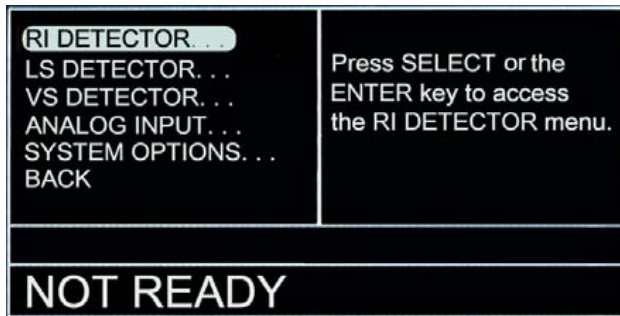 RI DETECTOR. . .
LS DETECTOR. . .
VS DETECTOR. . .
ANALOG INPUT. . .
SYSTEM OPTIONS. . .
BACK
Press SELECT or the
ENTER key to access
the RI DETECTOR menu.
NOT READY